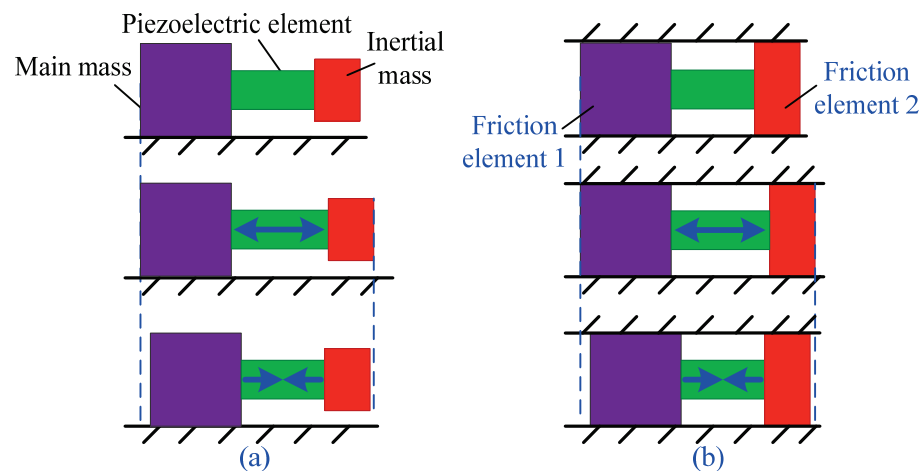 Piezoelectric element
Main mass
Inertial
mass
(a)
Friction
element 1
Friction
element 2
(b)